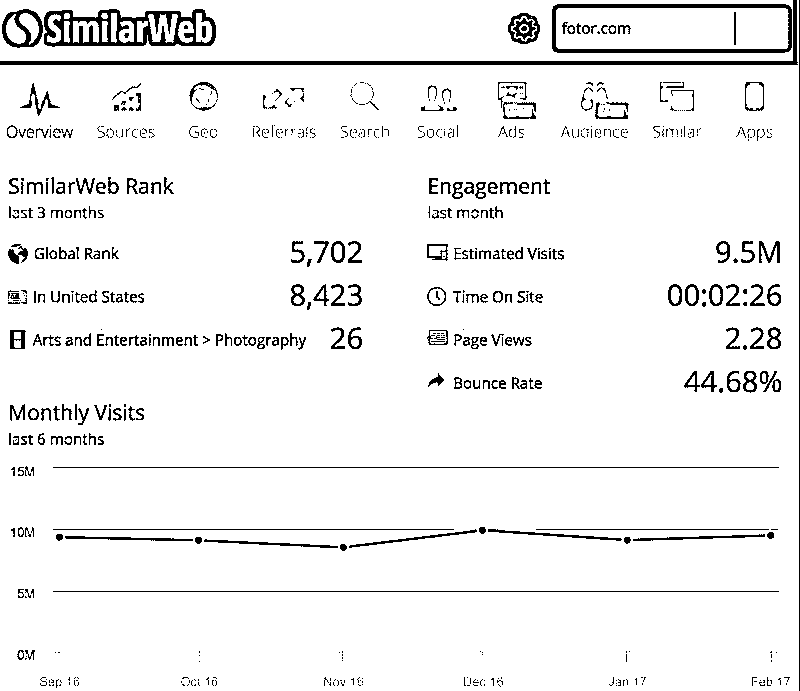 SimilarWeb
fotor.com
Overview Sources Geo Referrals Search Social Ads Audience Similar Apps
SimilarWeb Rank
last 3 months
Global Rank 5,702
In United States 8,423
Arts and Entertainment > Photography 26
Engagement
last month
Estimated Visits 9.5M
Time On Site 00:02:26
Page Views 2.28
Bounce Rate 44.68%
Monthly Visits
last 6 months
15M
10M
5M
0M
Sep 16 Oct 16 Nov 16 Dec 16 Jan 17 Feb 17